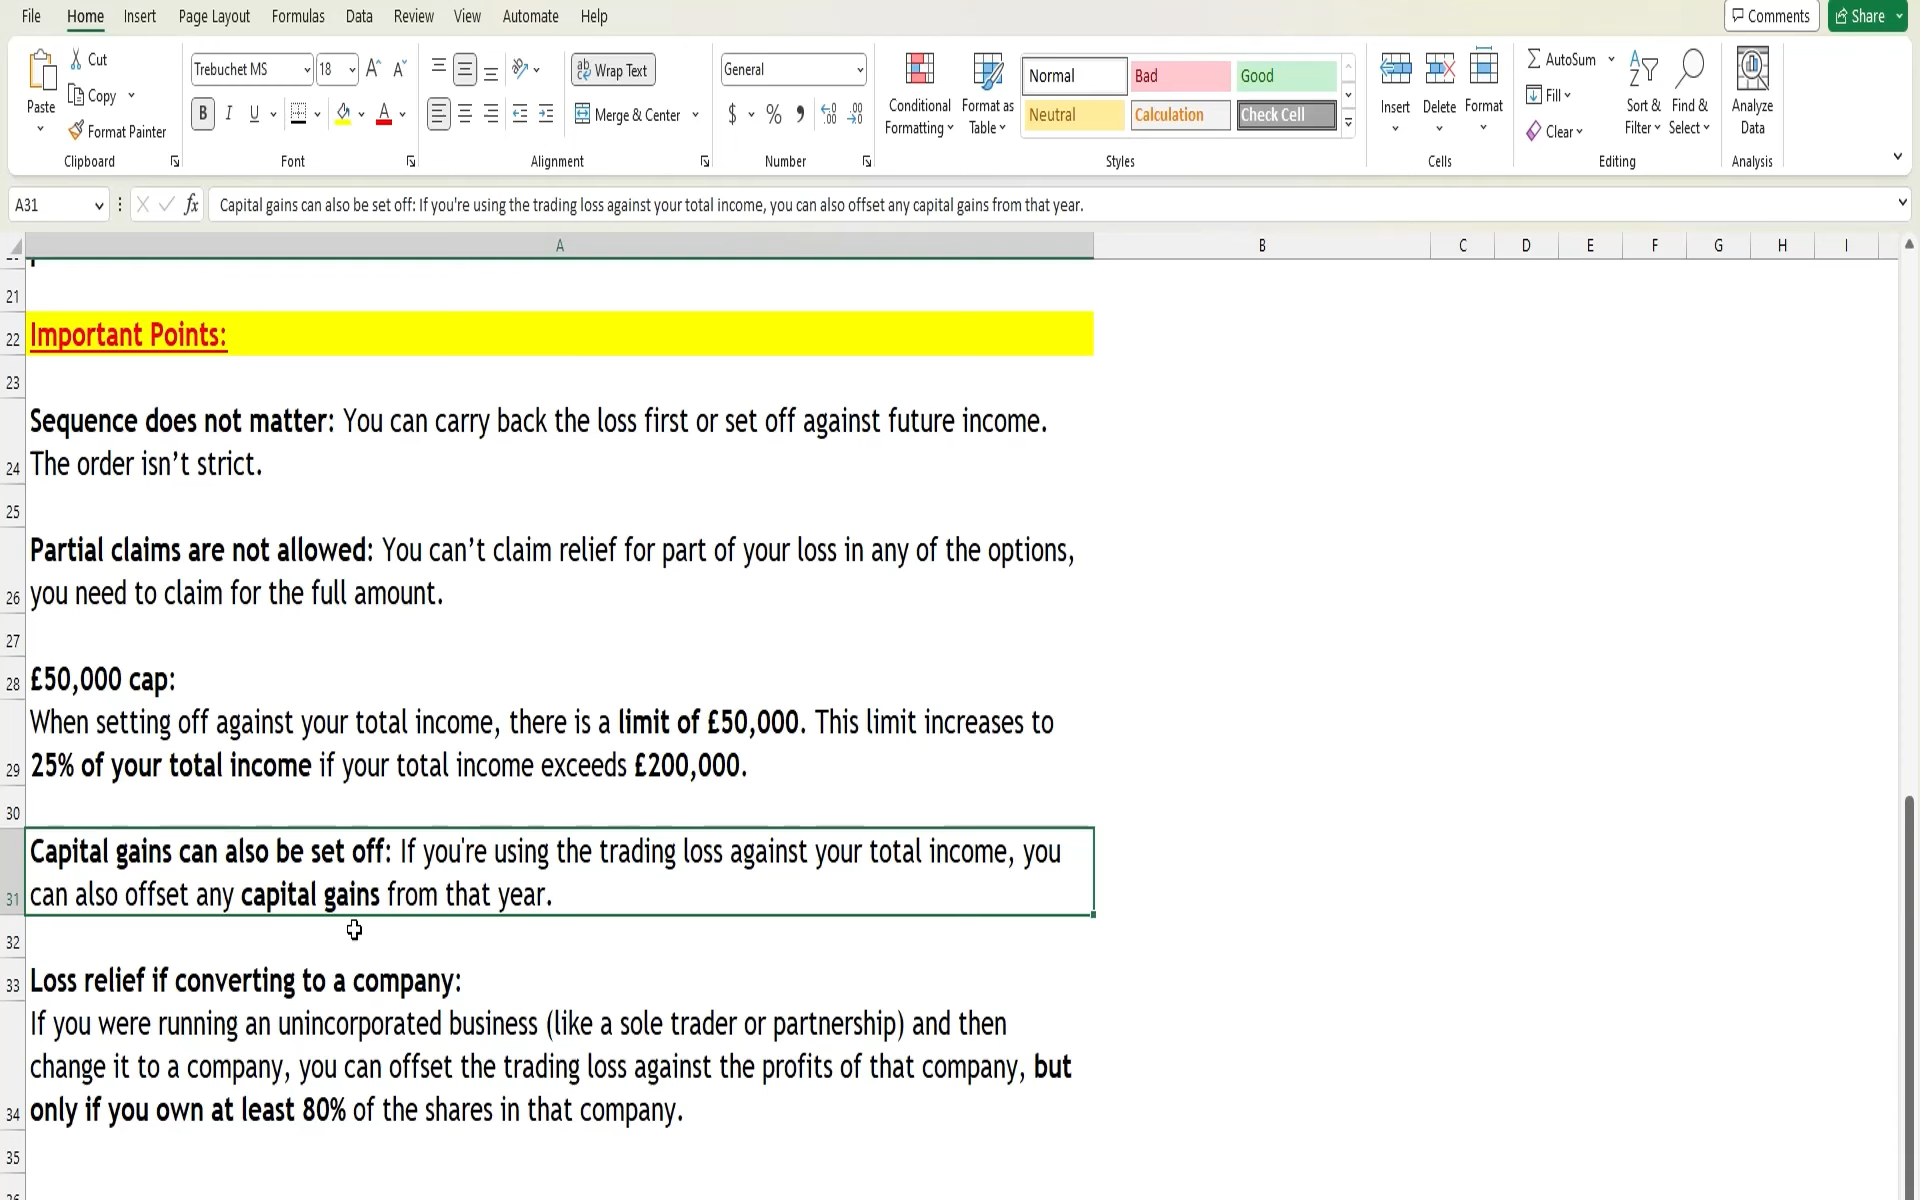 File Home Insert Page Layout Formulas Data Review View Automate Help Comments Share
Paste Cut Copy Format Painter Clipboard
Trebuchet MS 18 A A B I U A Font
ab Wrap Text Merge & Center Alignment
General $ % , Number
Conditional Formatting Format as Table Normal Bad Good Neutral Calculation Check Cell Styles
Insert Delete Format Cells
AutoSum Fill Clear Sort & Filter Find & Select Editing
Analyze Data Analysis
A31 fx Capital gains can also be set off: If you're using the trading loss against your total income, you can also offset any capital gains from that year.
A B C D E F G H I
21
22 Important Points:
23
Sequence does not matter: You can carry back the loss first or set off against future income.
24 The order isn’t strict.
25
Partial claims are not allowed: You can’t claim relief for part of your loss in any of the options,
26 you need to claim for the full amount.
27
28 £50,000 cap:
When setting off against your total income, there is a limit of £50,000. This limit increases to
29 25% of your total income if your total income exceeds £200,000.
30
Capital gains can also be set off: If you're using the trading loss against your total income, you
31 can also offset any capital gains from that year.
32
33 Loss relief if converting to a company:
If you were running an unincorporated business (like a sole trader or partnership) and then
change it to a company, you can offset the trading loss against the profits of that company, but
34 only if you own at least 80% of the shares in that company.
35